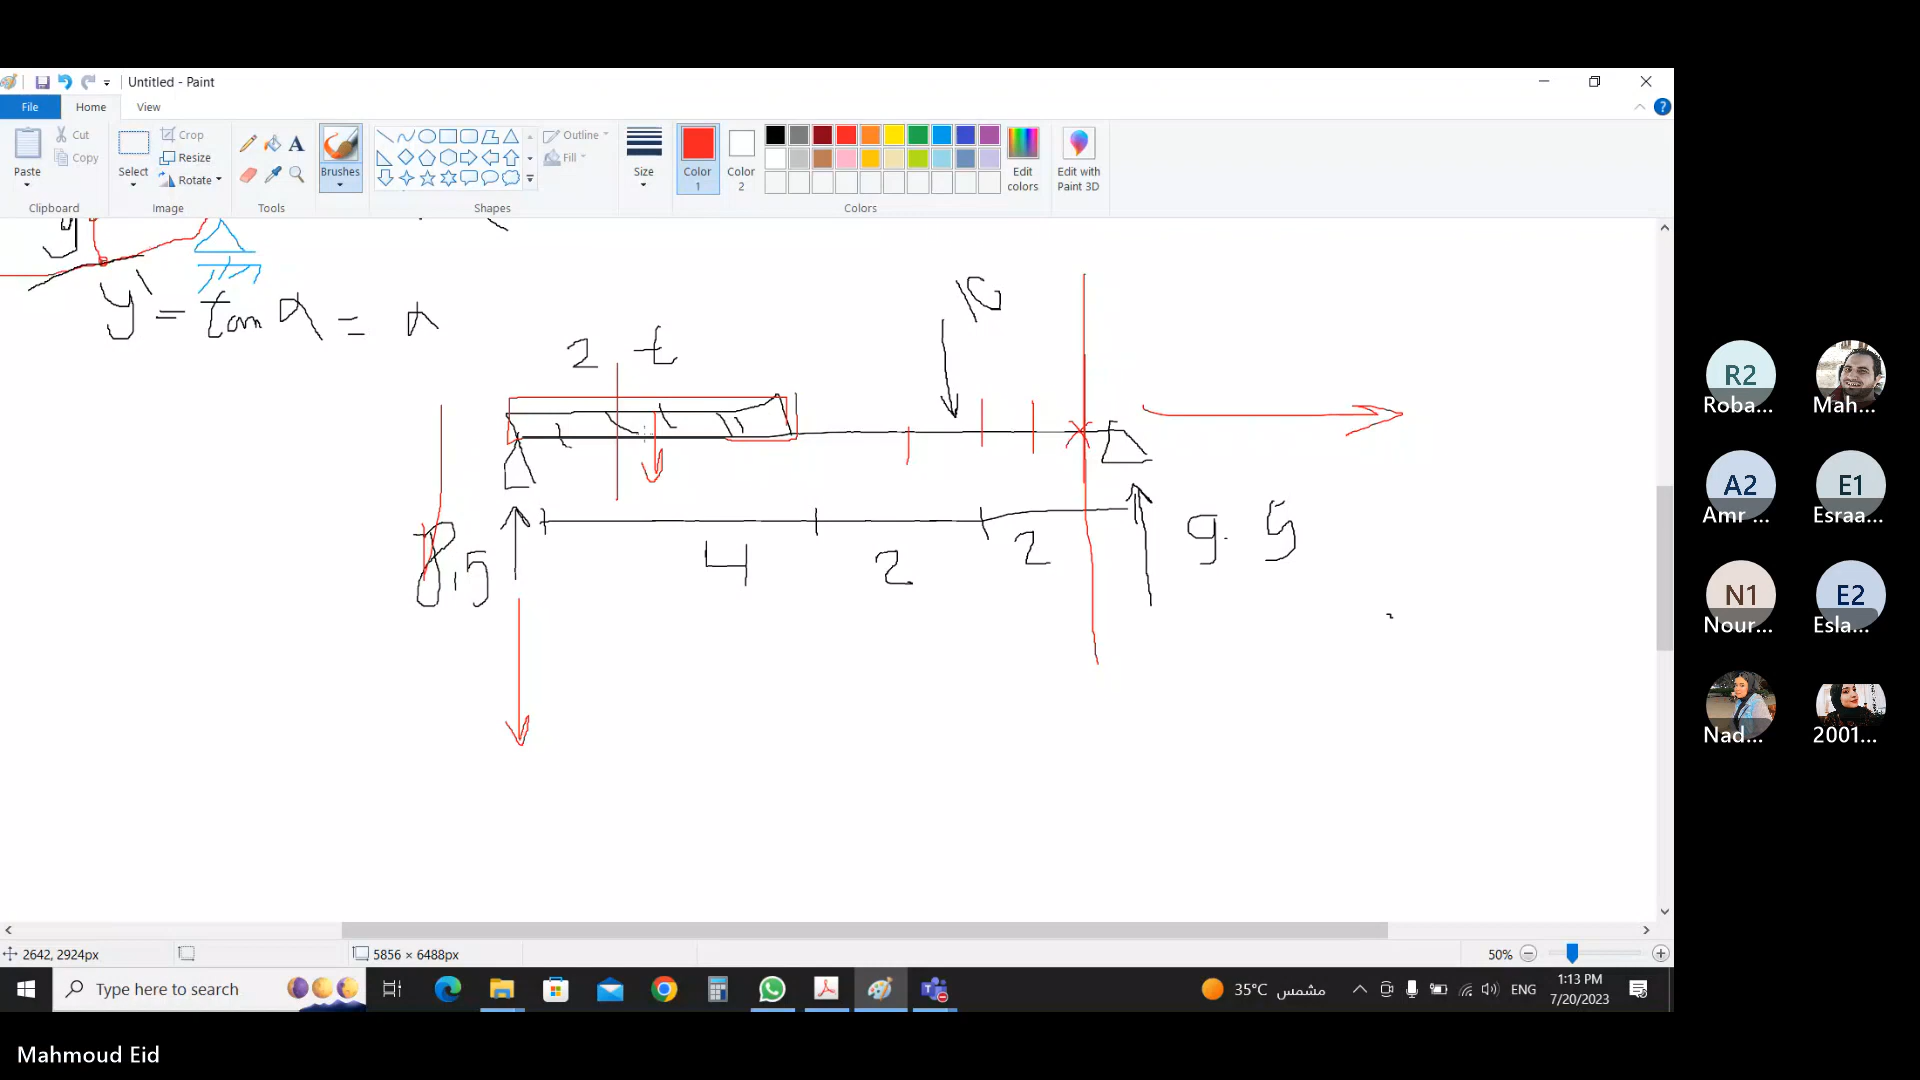 Untitled - Paint
File Home View
Paste Cut Copy Clipboard
Select Crop Resize Rotate Image
Tools
Brushes
Outline Fill Shapes
Size
Color 1 Color 2 Edit colors Edit with Paint 3D Colors
y' = tan α = α
2 t
8,5
4 2 2
9.5
R2 Roba...
Mah...
A2 Amr ...
E1 Esraa...
N1 Nour...
E2 Esla...
Nad...
2001...
2642, 2924px 5856 × 6488px 50%
Type here to search
35°C مشمس ENG 1:13 PM 7/20/2023
Mahmoud Eid